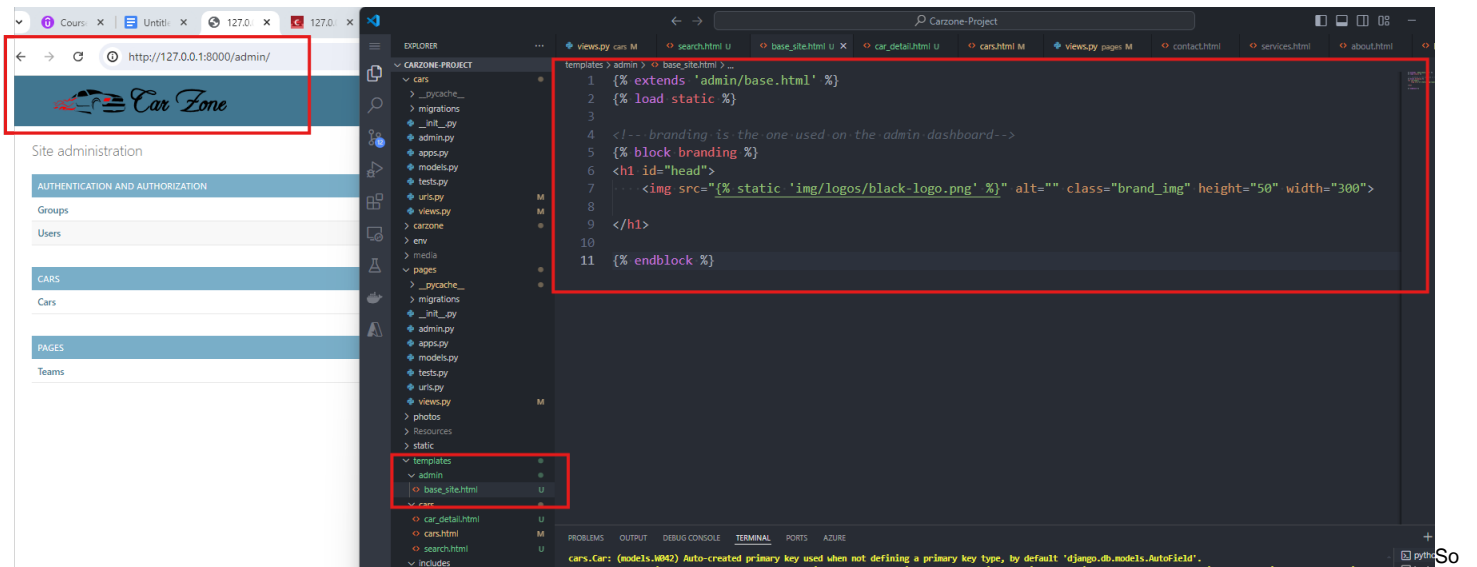 Course
Untitle
127.0.
127.0.
Carzone-Project
http://127.0.0.1:8000/admin/
Car Zone
Site administration
AUTHENTICATION AND AUTHORIZATION
Groups
Users
CARS
Cars
PAGES
Teams
EXPLORER
CARZONE-PROJECT
cars
__pycache__
migrations
__init__.py
admin.py
apps.py
models.py
tests.py
urls.py M
views.py M
carzone
env
media
pages
__pycache__
migrations
__init__.py
admin.py
apps.py
models.py
tests.py
urls.py
views.py M
photos
Resources
static
templates
admin
base_site.html U
cars
car_detail.html U
cars.html M
search.html U
includes
views.py cars M search.html U base_site.html U car_detail.html U cars.html M views.py pages M contact.html services.html about.html
templates > admin > base_site.html > ...
1 {% extends 'admin/base.html' %}
2 {% load static %}
3
4 <!-- branding is the one used on the admin dashboard-->
5 {% block branding %}
6 <h1 id="head">
7 <img src="{% static 'img/logos/black-logo.png' %}" alt="" class="brand_img" height="50" width="300">
8
9 </h1>
10
11 {% endblock %}
PROBLEMS OUTPUT DEBUG CONSOLE TERMINAL PORTS AZURE
cars.Car: (models.W042) Auto-created primary key used when not defining a primary key type, by default 'django.db.models.AutoField'.
pytho
So